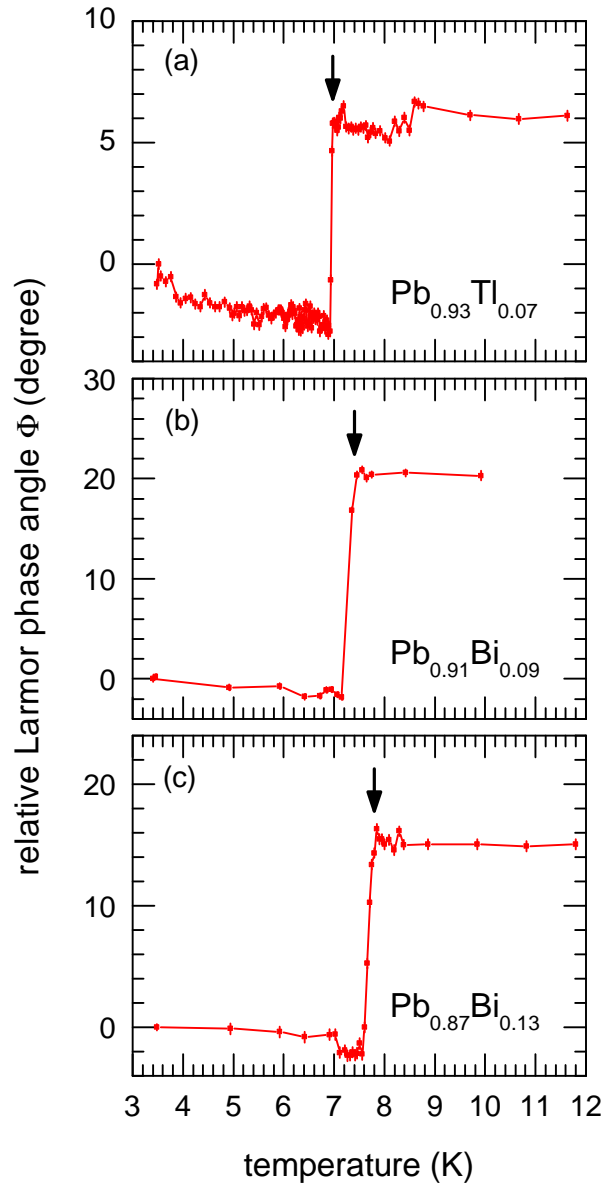 10
(a)
5
0
Pb0.93Tl0.07
30
(b)
20
10
0
Pb0.91Bi0.09
(c)
20
10
0
Pb0.87Bi0.13
3 4 5 6 7 8 9 10 11 12
temperature (K)
relative Larmor phase angle Φ (degree)